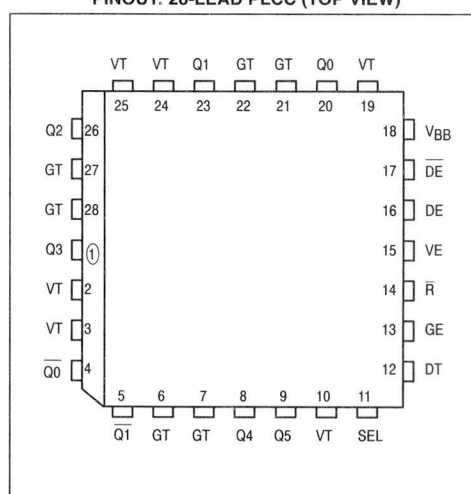 PINOUT: 28-LEAD PLCC (TOP VIEW)
VT VT Q1 GT GT Q0 VT
25 24 23 22 21 20 19
Q2 26 18 VBB
GT 27 17 D̅E̅
GT 28 16 DE
Q3 1 15 VE
VT 2 14 R̅
VT 3 13 GE
Q̅0̅ 4 12 DT
5 6 7 8 9 10 11
Q̅1̅ GT GT Q4 Q5 VT SEL